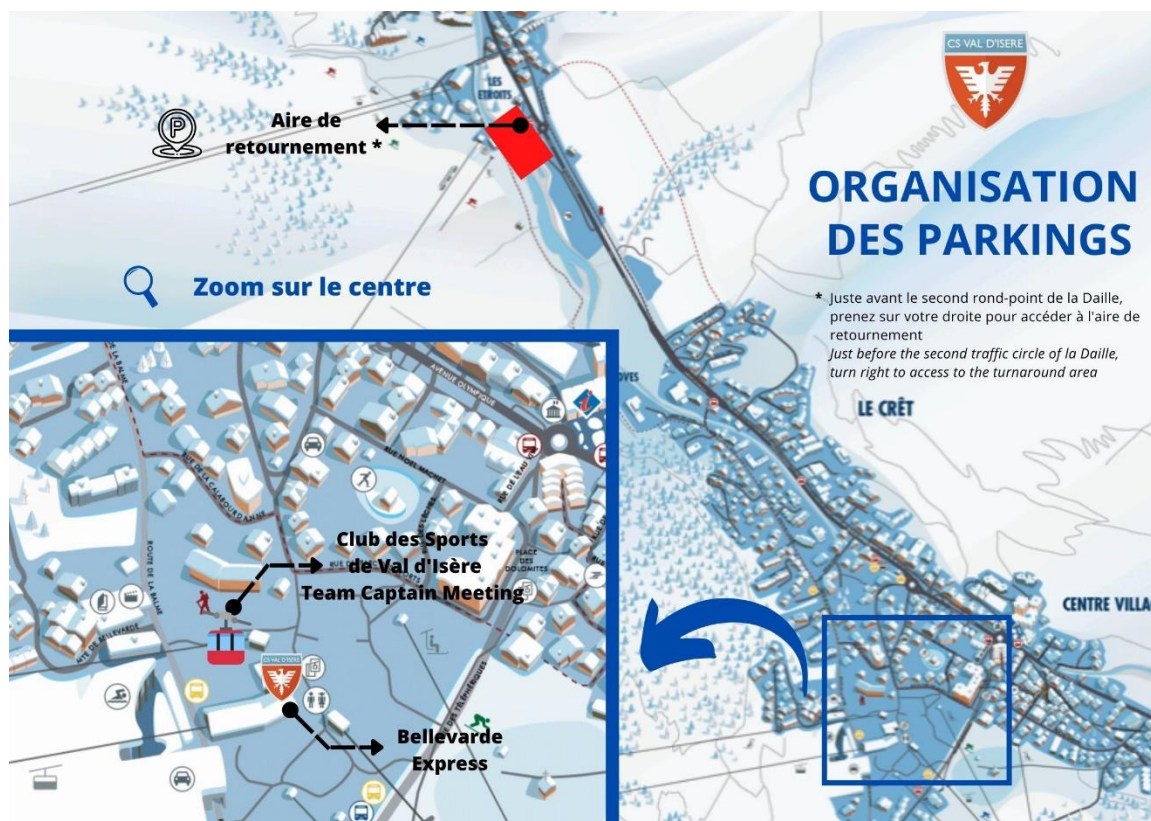 CS VAL D'ISERE
ORGANISATION
DES PARKINGS
* Juste avant le second rond-point de la Daille,
prenez sur votre droite pour accéder à l'aire de
retournement
Just before the second traffic circle of la Daille,
turn right to access to the turnaround area
LES
ETROITS
P
Aire de
retournement *
Zoom sur le centre
LE CRÊT
CENTRE VILLA
AVENUE OLYMPIQUE
RUE NOEL MACHET
RUE DE LA CALABOURDANNE
PLACE
DES
DOLOMITES
ROUTE DE LA BALME
Club des Sports
de Val d'Isère
Team Captain Meeting
CS VAL D'ISERE
Bellevarde
Express